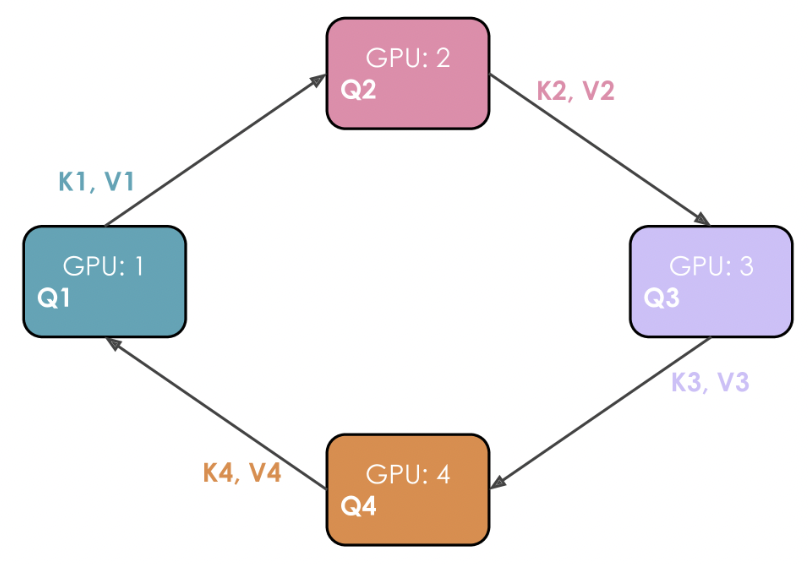 GPU: 2
Q2
K2, V2
K1, V1
GPU: 1
Q1
GPU: 3
Q3
K3, V3
K4, V4
GPU: 4
Q4